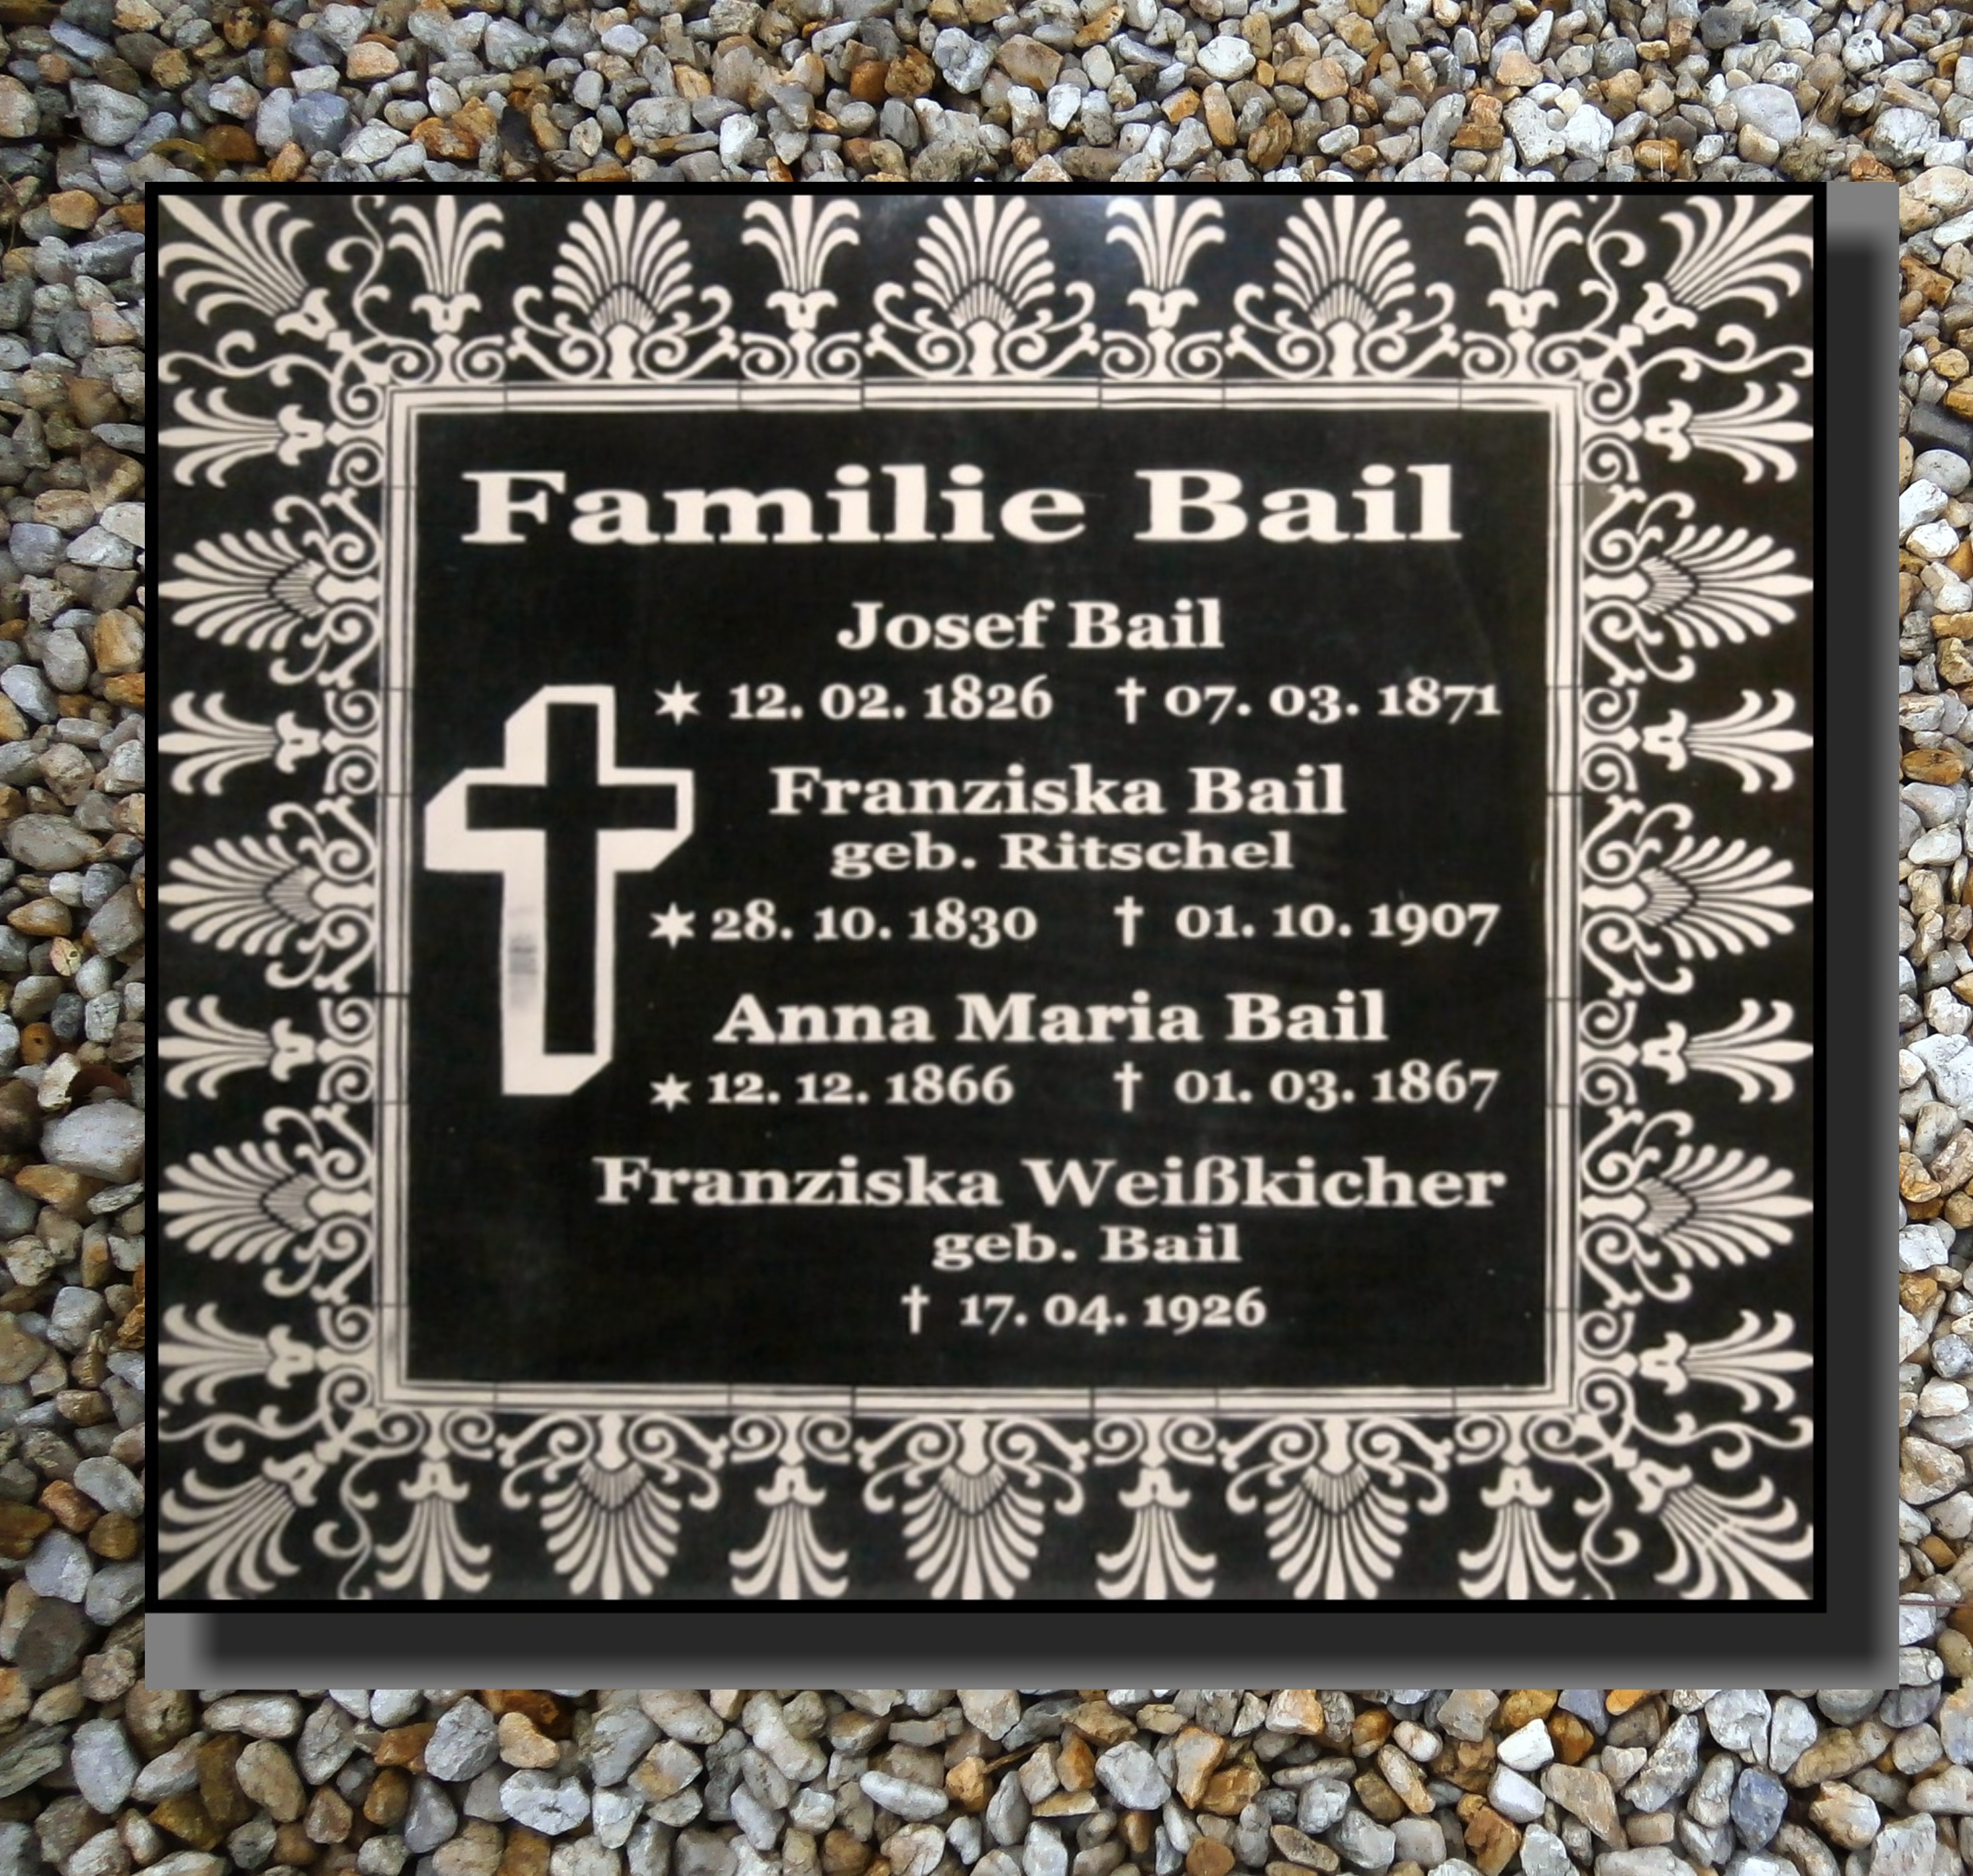 Familie Bail
Josef Bail
✶ 12. 02. 1826 † 07. 03. 1871
Franziska Bail
geb. Ritschel
✶ 28. 10. 1830 † 01. 10. 1907
Anna Maria Bail
✶ 12. 12. 1866 † 01. 03. 1867
Franziska Weißkicher
geb. Bail
† 17. 04. 1926